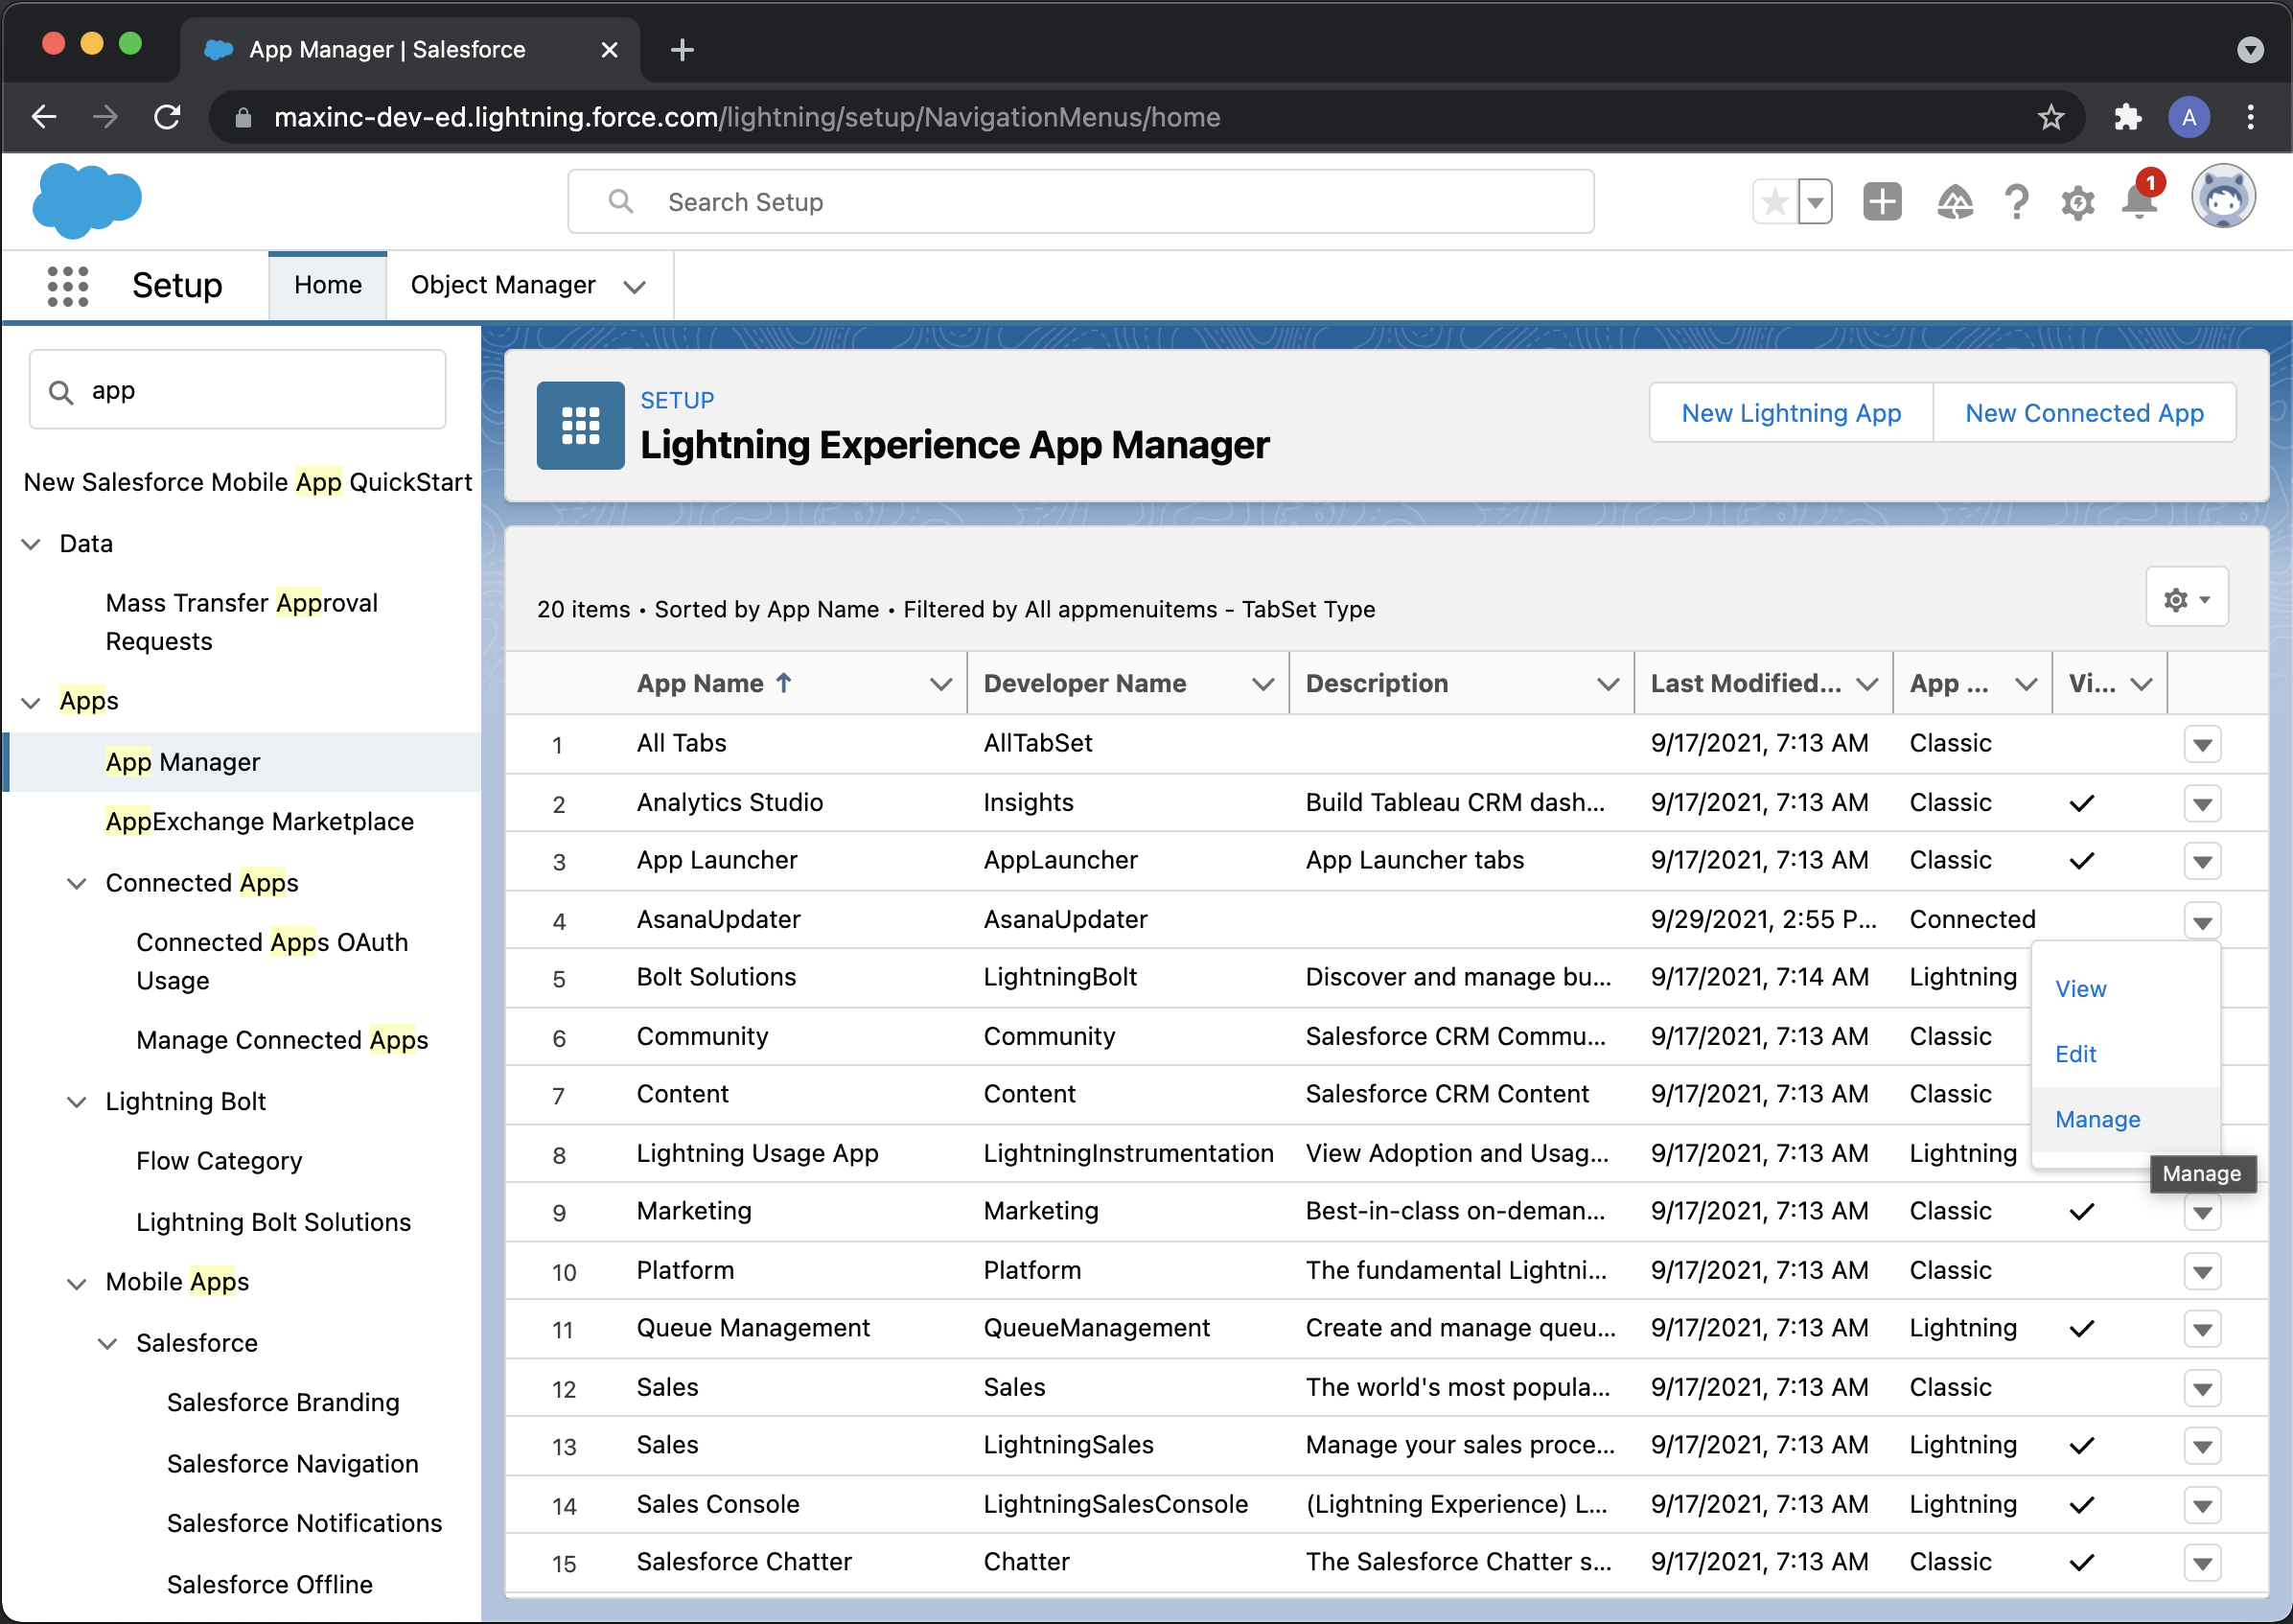 App Manager | Salesforce
maxinc-dev-ed.lightning.force.com/lightning/setup/NavigationMenus/home
A
Search Setup
1
Setup
Home
Object Manager
app
New Salesforce Mobile App QuickStart
Data
Mass Transfer Approval
Requests
Apps
App Manager
AppExchange Marketplace
Connected Apps
Connected Apps OAuth
Usage
Manage Connected Apps
Lightning Bolt
Flow Category
Lightning Bolt Solutions
Mobile Apps
Salesforce
Salesforce Branding
Salesforce Navigation
Salesforce Notifications
Salesforce Offline
SETUP
Lightning Experience App Manager
New Lightning App
New Connected App
20 items • Sorted by App Name • Filtered by All appmenuitems - TabSet Type
App Name ↑ Developer Name Description Last Modified... App ... Vi...
1 All Tabs AllTabSet 9/17/2021, 7:13 AM Classic
2 Analytics Studio Insights Build Tableau CRM dash... 9/17/2021, 7:13 AM Classic ✓
3 App Launcher AppLauncher App Launcher tabs 9/17/2021, 7:13 AM Classic ✓
4 AsanaUpdater AsanaUpdater 9/29/2021, 2:55 P... Connected
5 Bolt Solutions LightningBolt Discover and manage bu... 9/17/2021, 7:14 AM Lightning
6 Community Community Salesforce CRM Commu... 9/17/2021, 7:13 AM Classic
7 Content Content Salesforce CRM Content 9/17/2021, 7:13 AM Classic
8 Lightning Usage App LightningInstrumentation View Adoption and Usag... 9/17/2021, 7:13 AM Lightning
9 Marketing Marketing Best-in-class on-deman... 9/17/2021, 7:13 AM Classic ✓
10 Platform Platform The fundamental Lightni... 9/17/2021, 7:13 AM Classic
11 Queue Management QueueManagement Create and manage queu... 9/17/2021, 7:13 AM Lightning ✓
12 Sales Sales The world's most popula... 9/17/2021, 7:13 AM Classic
13 Sales LightningSales Manage your sales proce... 9/17/2021, 7:13 AM Lightning ✓
14 Sales Console LightningSalesConsole (Lightning Experience) L... 9/17/2021, 7:13 AM Lightning ✓
15 Salesforce Chatter Chatter The Salesforce Chatter s... 9/17/2021, 7:13 AM Classic ✓
View
Edit
Manage
Manage